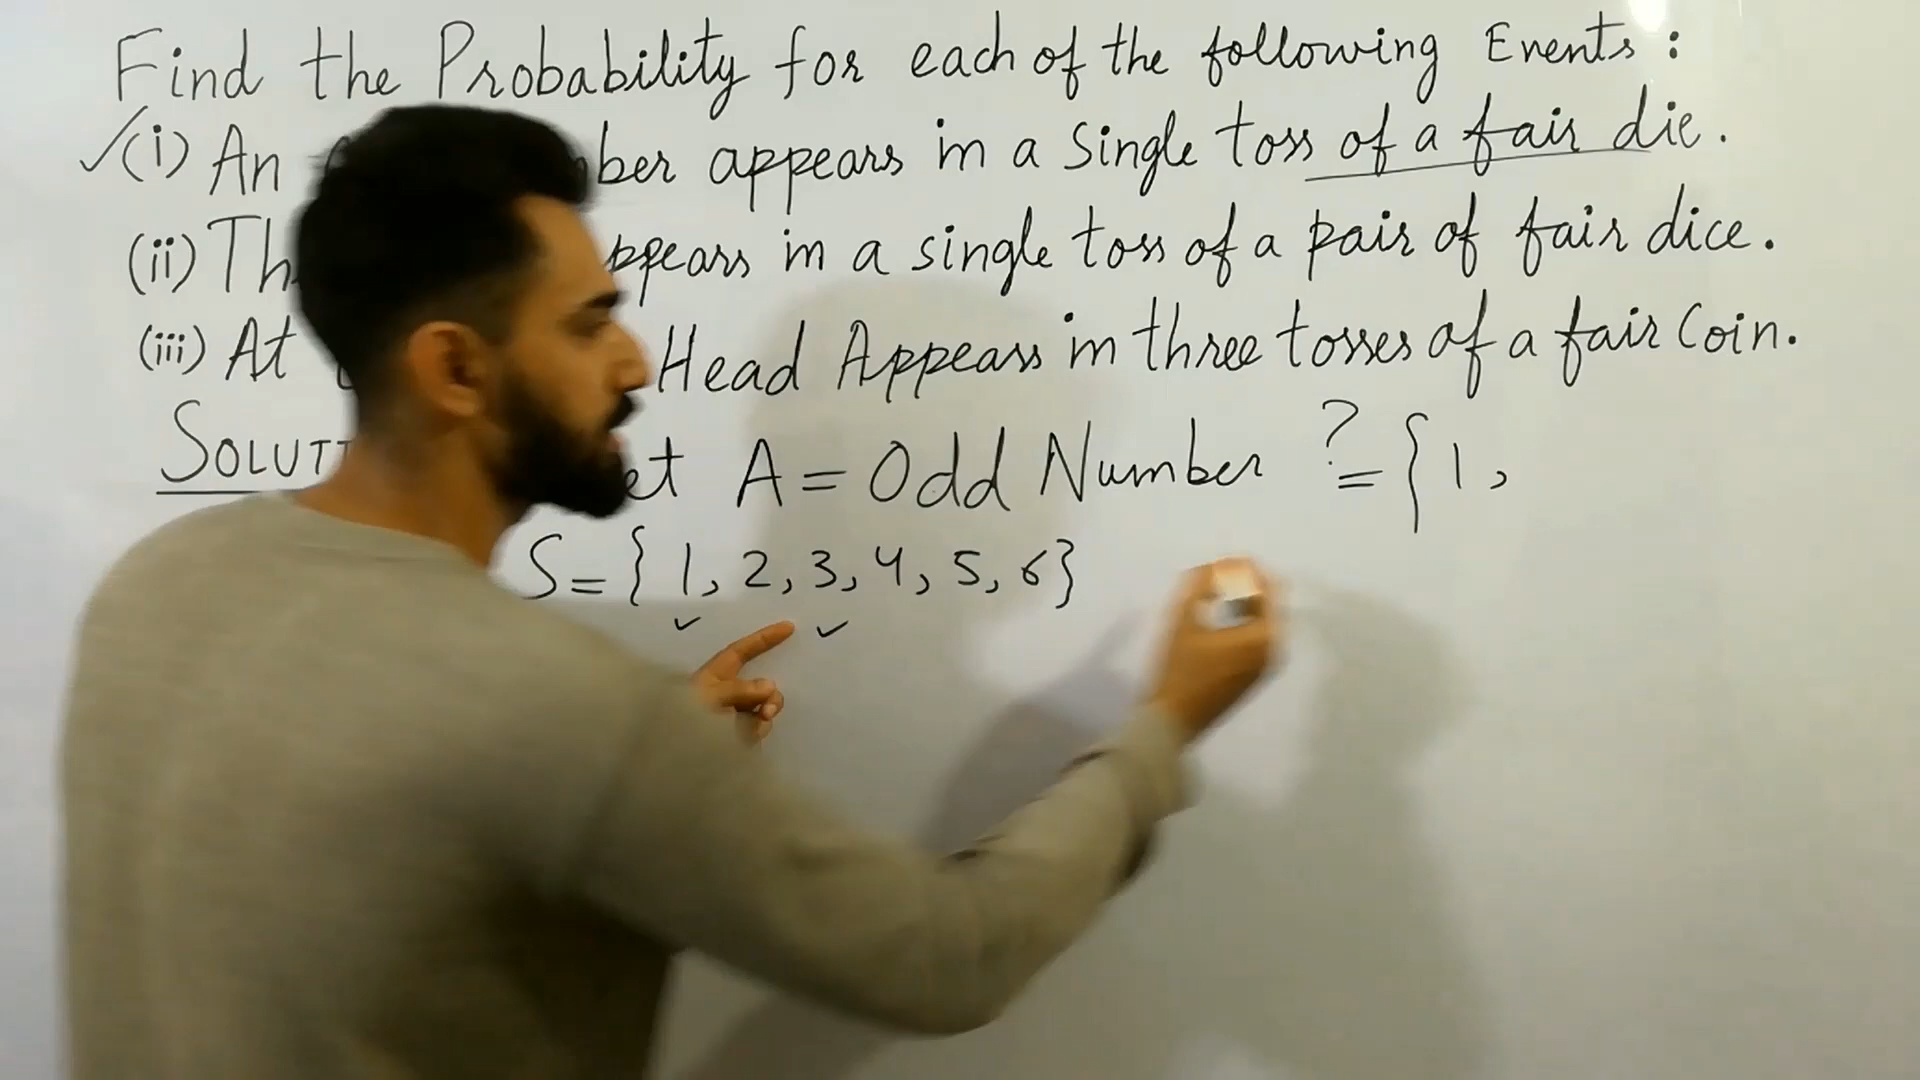 Find the Probability for each of the following Events :
✓(i) An ber appears in a Single toss of a fair die.
(ii) Th ppears in a single toss of a pair of fair dice.
(iii) At Head Appears in three tosses of a fair Coin.
SOLUT et A = Odd Number ? = { 1 ,
S = { 1, 2, 3, 4, 5, 6}
✓ ✓